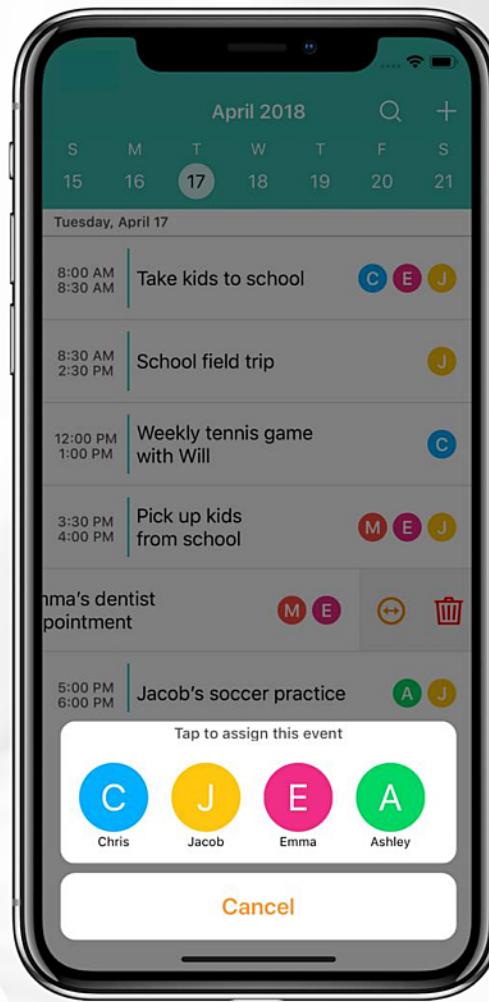 April 2018
S M T W T F S
15 16 17 18 19 20 21
Tuesday, April 17
8:00 AM
8:30 AM
Take kids to school
C E J
8:30 AM
2:30 PM
School field trip
J
12:00 PM
1:00 PM
Weekly tennis game
with Will
C
3:30 PM
4:00 PM
Pick up kids
from school
M E J
nma's dentist
pointment
M E
5:00 PM
6:00 PM
Jacob's soccer practice
A J
Tap to assign this event
C J E A
Chris Jacob Emma Ashley
Cancel